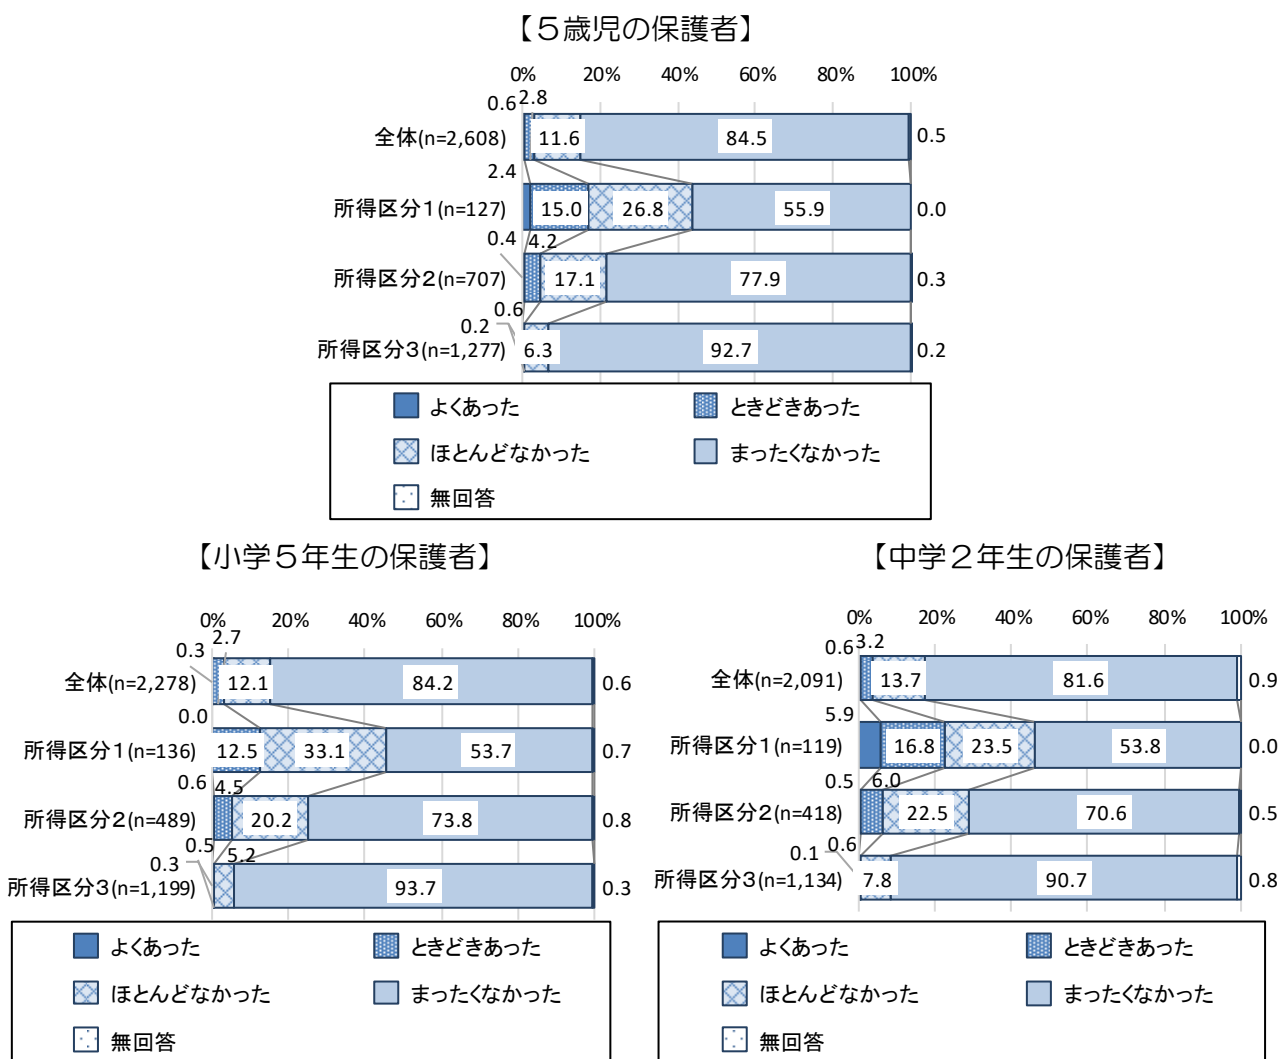 【５歳児の保護者】
0% 20% 40% 60% 80% 100%
0.6 2.8
全体(n=2,608) 11.6 84.5 0.5
2.4
所得区分1(n=127) 15.0 26.8 55.9 0.0
0.4 4.2
所得区分2(n=707) 17.1 77.9 0.3
0.6
0.2
所得区分3(n=1,277) 6.3 92.7 0.2
よくあった ときどきあった
ほとんどなかった まったくなかった
無回答
【小学５年生の保護者】
0% 20% 40% 60% 80% 100%
0.3 2.7
全体(n=2,278) 12.1 84.2 0.6
0.0
所得区分1(n=136) 12.5 33.1 53.7 0.7
0.6 4.5
所得区分2(n=489) 20.2 73.8 0.8
0.5 5.2
0.3
所得区分3(n=1,199) 93.7 0.3
よくあった ときどきあった
ほとんどなかった まったくなかった
無回答
【中学２年生の保護者】
0% 20% 40% 60% 80% 100%
0.6 3.2
全体(n=2,091) 13.7 81.6 0.9
5.9
所得区分1(n=119) 16.8 23.5 53.8 0.0
0.5 6.0
所得区分2(n=418) 22.5 70.6 0.5
0.1 0.6
所得区分3(n=1,134) 7.8 90.7 0.8
よくあった ときどきあった
ほとんどなかった まったくなかった
無回答